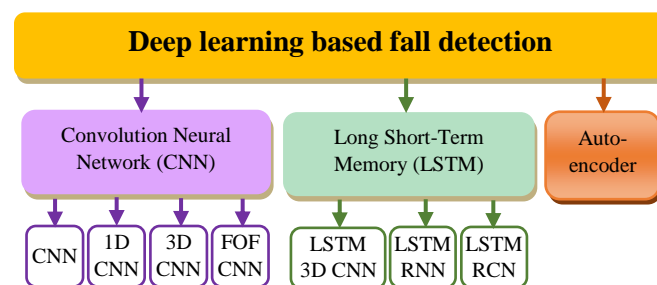 Deep learning based fall detection
Convolution Neural
Network (CNN)
Long Short-Term
Memory (LSTM)
Auto-
encoder
CNN
1D
CNN
3D
CNN
FOF
CNN
LSTM
3D CNN
LSTM
RNN
LSTM
RCN